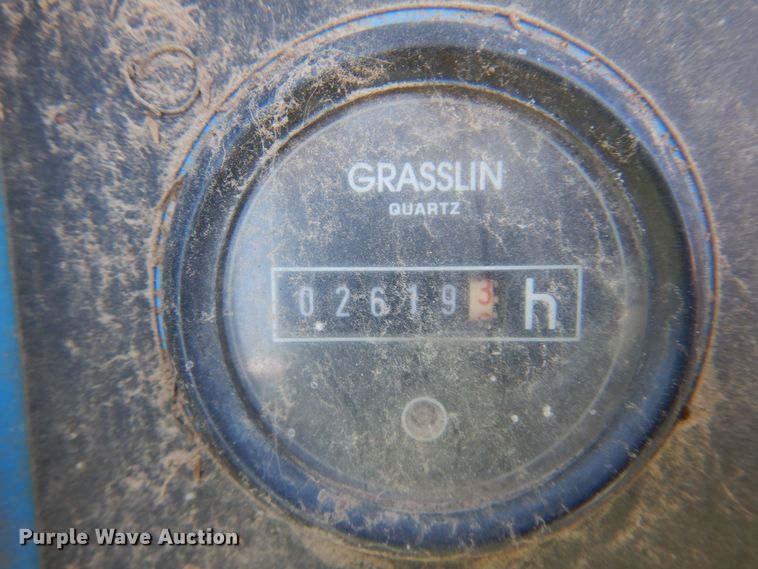 GRASSLIN
QUARTZ
026193 h
Purple Wave Auction